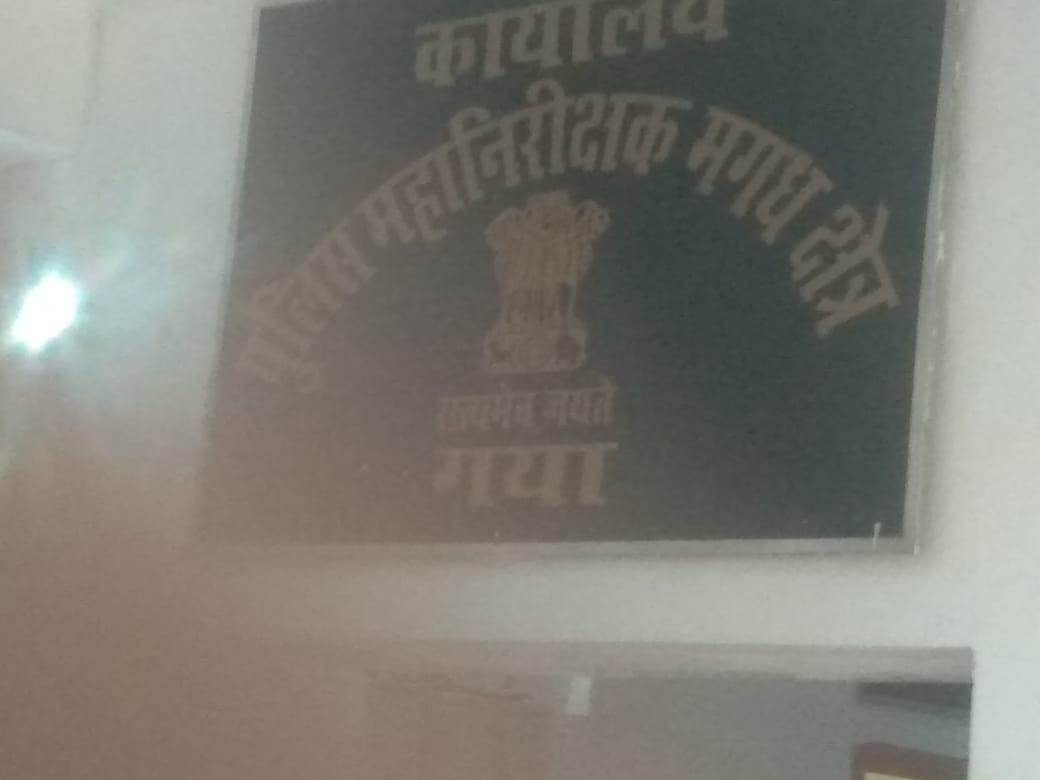 कार्यालय
पुलिस महानिरीक्षक मगध क्षेत्र
सत्यमेव जयते
गया